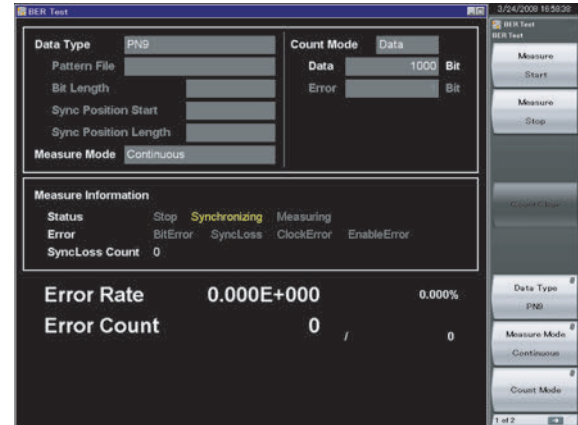 BER Test
3/24/2008 16:58:38
BER Test
BER Test
Data Type PN9 Count Mode Data
Pattern File Data 1000 Bit
Bit Length Error Bit
Sync Position Start
Sync Position Length
Measure Mode Continuous
Measure Information
Status Stop Synchronizing Measuring
Error BitError SyncLoss ClockError EnableError
SyncLoss Count 0
Error Rate 0.000E+000 0.000%
Error Count 0 / 0
Measure
Start
Measure
Stop
Count Clear
Data Type
PN9
Measure Mode
Continuous
Count Mode
1 of 2